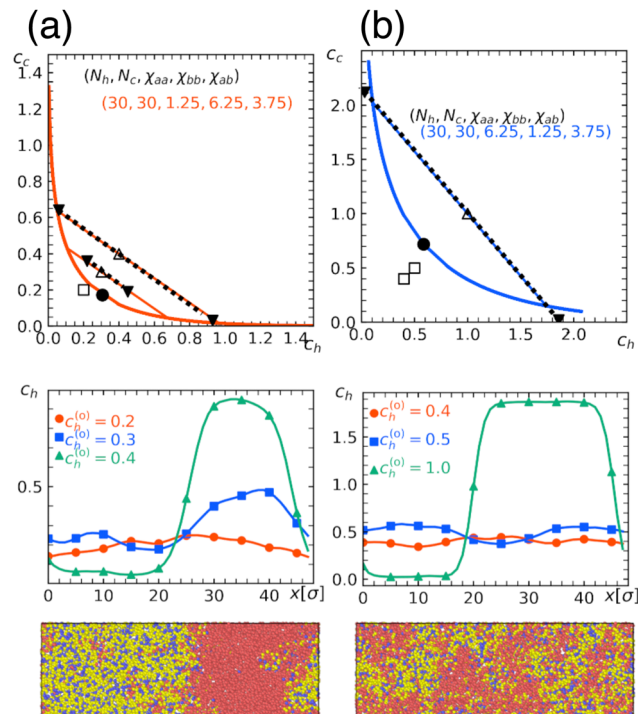 (a)
(b)
c_c
1.4
1.2
1.0
0.8
0.6
0.4
0.2
0.0
(N_h, N_c, χ_aa, χ_bb, χ_ab)
(30, 30, 1.25, 6.25, 3.75)
0.0 0.2 0.4 0.6 0.8 1.0 1.2 1.4
c_h
c_c
2.0
1.5
1.0
0.5
0.0
(N_h, N_c, χ_aa, χ_bb, χ_ab)
(30, 30, 6.25, 1.25, 3.75)
0.0 0.5 1.0 1.5 2.0
c_h
c_h
c_h^(o) = 0.2
c_h^(o) = 0.3
c_h^(o) = 0.4
0.5
0
0 10 20 30 40 x[σ]
c_h
c_h^(o) = 0.4
c_h^(o) = 0.5
c_h^(o) = 1.0
1.5
1.0
0.5
0.0
0 10 20 30 40 x[σ]